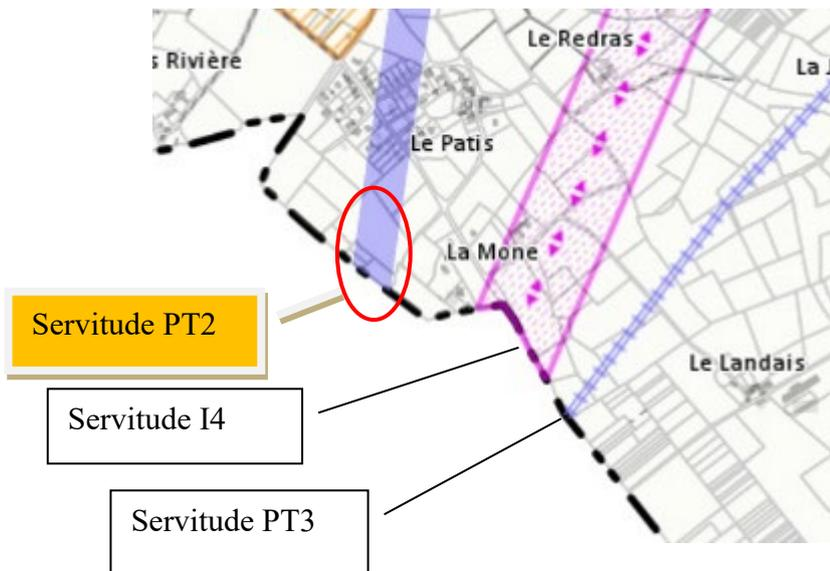 s Rivière
Le Redras
La J
Le Patis
La Mone
Servitude PT2
Le Landais
Servitude I4
Servitude PT3